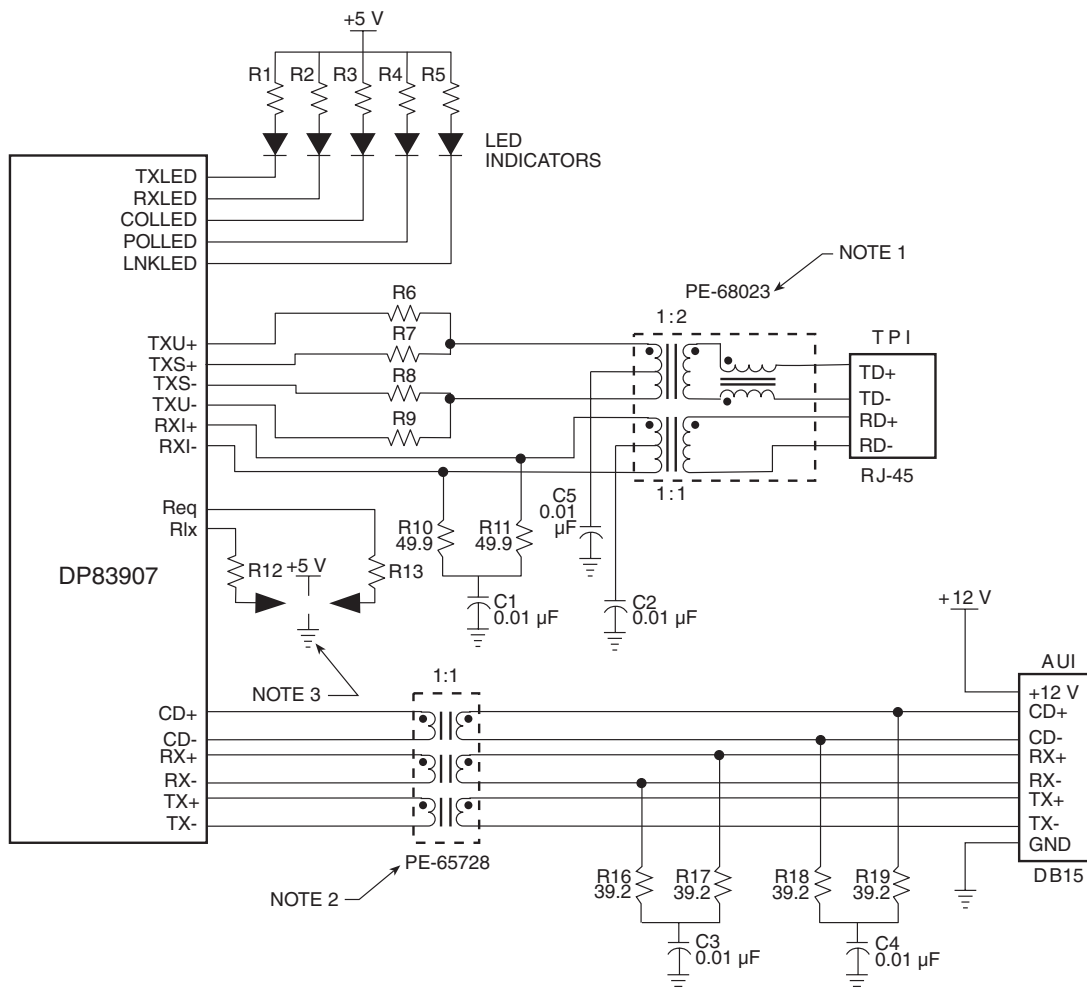 +5 V
R1 R2 R3 R4 R5
LED
INDICATORS
TXLED
RXLED
COLLED
POLLED
LNKLED
NOTE 1
PE-68023
R6
1:2
TPI
R7
TXU+
TXS+
TD+
R8
TXS-
TD-
TXU-
R9
RD+
RXI+
RD-
RXI-
1:1
RJ-45
C5
0.01
µF
Req
R10
49.9
R11
49.9
RIx
R12
+5 V
R13
DP83907
C1
0.01 µF
C2
0.01 µF
+12 V
NOTE 3
1:1
AUI
+12 V
CD+
CD+
CD-
CD-
RX+
RX+
RX-
RX-
TX+
TX+
TX-
TX-
GND
PE-65728
DB15
NOTE 2
R16
39.2
R17
39.2
R18
39.2
R19
39.2
C3
0.01 µF
C4
0.01 µF